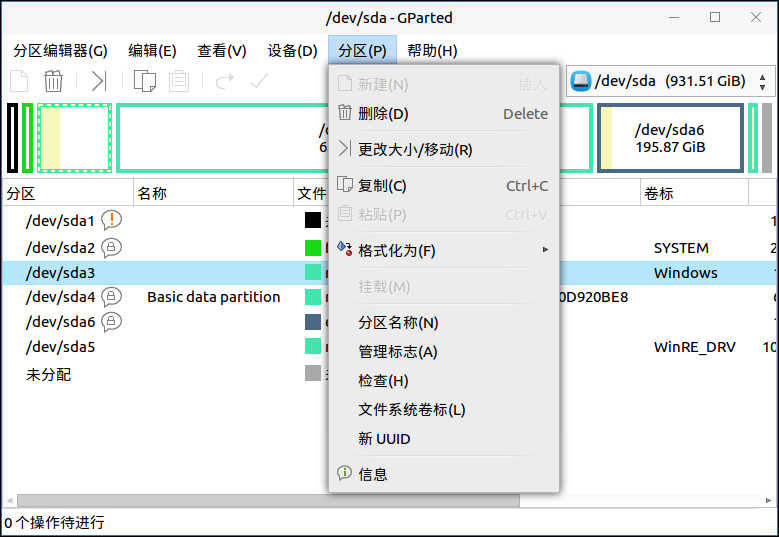 /dev/sda - GParted
分区编辑器(G) 编辑(E) 查看(V) 设备(D) 分区(P) 帮助(H)
/dev/sda (931.51 GiB)
/dev/sda6
195.87 GiB
分区 名称 文件 卷标
/dev/sda1
/dev/sda2 SYSTEM 2
/dev/sda3 Windows
/dev/sda4 Basic data partition 0D920BE8
/dev/sda6
/dev/sda5 WinRE_DRV 10
未分配
新建(N) 插入
删除(D) Delete
更改大小/移动(R)
复制(C) Ctrl+C
粘贴(P) Ctrl+V
格式化为(F)
挂载(M)
分区名称(N)
管理标志(A)
检查(H)
文件系统卷标(L)
新 UUID
信息
0 个操作待进行